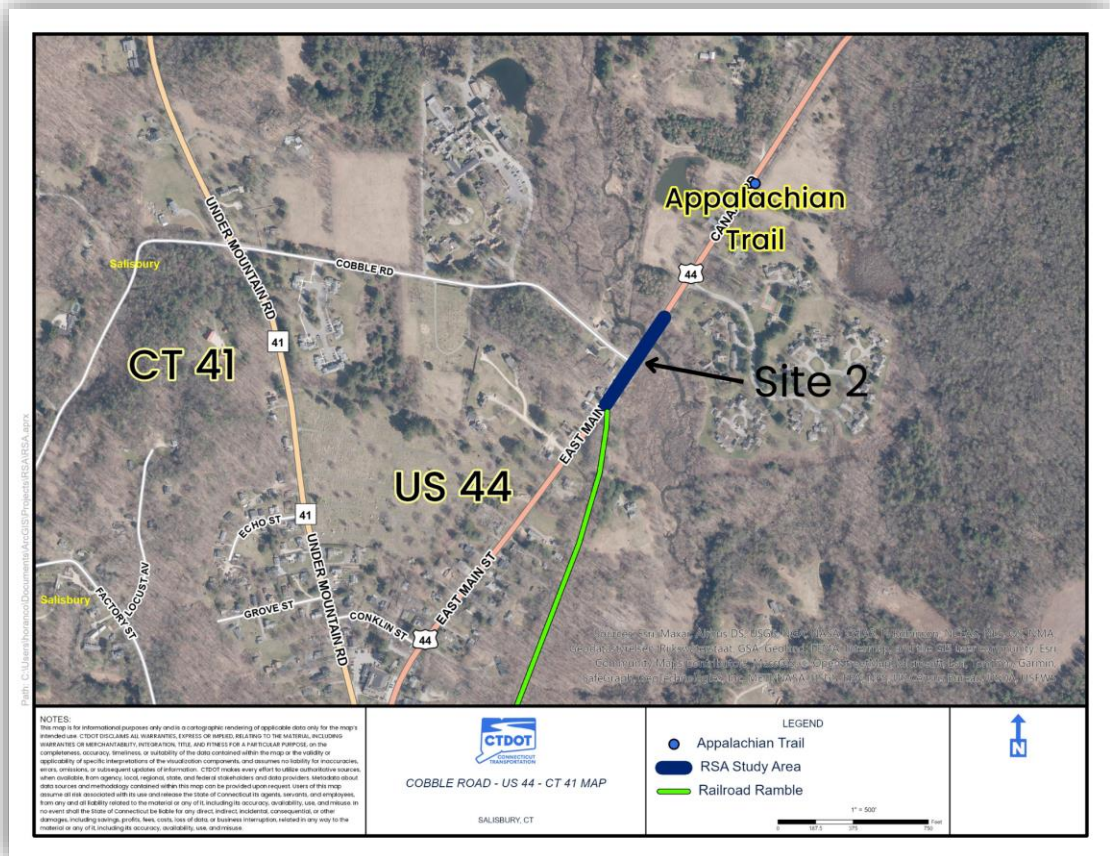 Appalachian
Trail
44
UNDER MOUNTAIN RD
COBBLE RD
Salisbury
41
CT 41
Site 2
EAST MAIN
US 44
41
ECHO ST
UNDER MOUNTAIN RD
EAST MAIN ST
LOCUST AV
FACTORY ST
Salisbury
GROVE ST
CONKLIN ST
44
Path: C:\Users\horanco\Documents\ArcGIS\Projects\RSA\RSA.aprx
NOTES:
This map is for informational purposes only and is a cartographic rendering of applicable data only for the map's
intended use. CTDOT DISCLAIMS ALL WARRANTIES, EXPRESS OR IMPLIED, RELATING TO THE MATERIAL, INCLUDING
WARRANTIES OR MERCHANTABILITY, INTEGRATION, TITLE, AND FITNESS FOR A PARTICULAR PURPOSE, on the
completeness, accuracy, timeliness, or suitability of the data contained within the map or the validity or
applicability of specific interpretations of the visualization components, and assumes no liability for inaccuracies,
errors, omissions, or subsequent updates of information. CTDOT makes every effort to utilize authoritative sources,
when available, from agency, local, regional, state, and federal stakeholders and data providers. Metadata about
data sources and methodology contained within this map can be provided upon request. Users of this map
assume all risk associated with its use and release the State of Connecticut its agents, servants, and employees,
from any and all liability related to the material or any of it, including its accuracy, availability, use, and misuse. In
no event shall the State of Connecticut be liable for any direct, indirect, incidental, consequential, or other
damages, including savings, profits, fees, costs, loss of data, or business interruption, related in any way to the
material or any of it, including its accuracy, availability, use, and misuse.
CTDOT
CONNECTICUT
TRANSPORTATION
COBBLE ROAD - US 44 - CT 41 MAP
SALISBURY, CT
LEGEND
Appalachian Trail
RSA Study Area
Railroad Ramble
1" = 500'
Feet
0 187.5 375 750
N